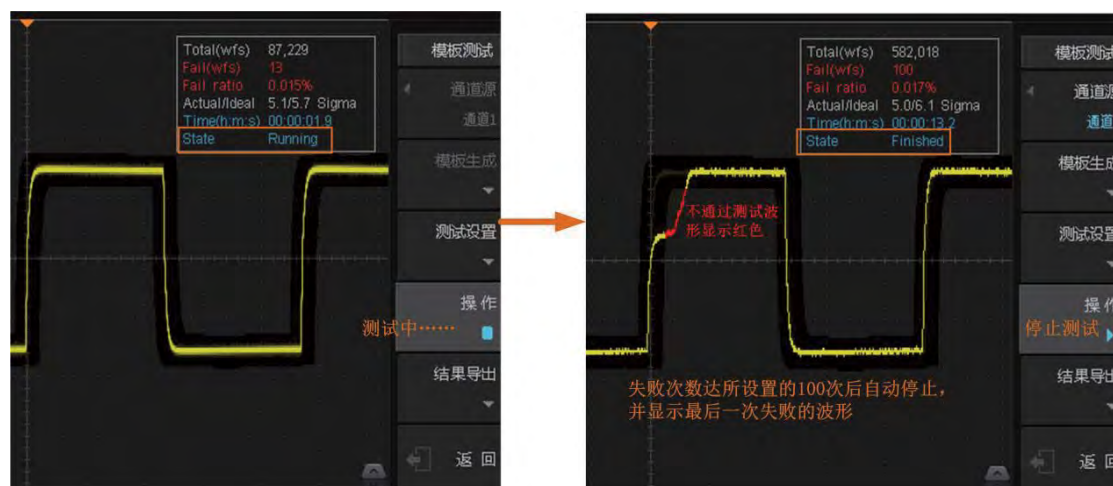 Total(wfs) 87,229
Fail(wfs) 13
Fail ratio 0.015%
Actual/Ideal 5.1/5.7 Sigma
Time(h:m:s) 00:00:01.9
State Running
模板测试
通道源
通道1
模板生成
测试设置
操作
测试中……
结果导出
返回
Total(wfs) 582,018
Fail(wfs) 100
Fail ratio 0.017%
Actual/Ideal 5.0/6.1 Sigma
Time(h:m:s) 00:00:13.2
State Finished
不通过测试波
形显示红色
失败次数达所设置的100次后自动停止，
并显示最后一次失败的波形
模板测试
通道源
通道
模板生成
测试设置
操作
停止测试
结果导出
返回